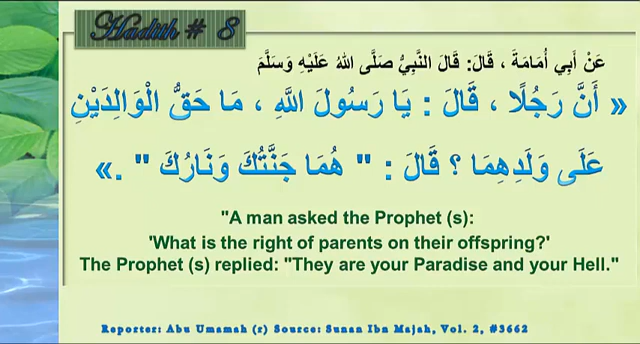 Hadith # 8
عَنْ أَبِي أُمَامَةَ ، قَالَ: قَالَ النَّبِيُّ صَلَّى اللهُ عَلَيْهِ وَسَلَّمَ
« أَنَّ رَجُلًا ، قَالَ : يَا رَسُولَ اللَّهِ ، مَا حَقُّ الْوَالِدَيْنِ
عَلَى وَلَدِهِمَا ؟ قَالَ : " هُمَا جَنَّتُكَ وَنَارُكَ " .»
"A man asked the Prophet (s):
'What is the right of parents on their offspring?'
The Prophet (s) replied: "They are your Paradise and your Hell."
Reporter: Abu Umamah (r) Source: Sunan Ibn Majah, Vol. 2, #3662